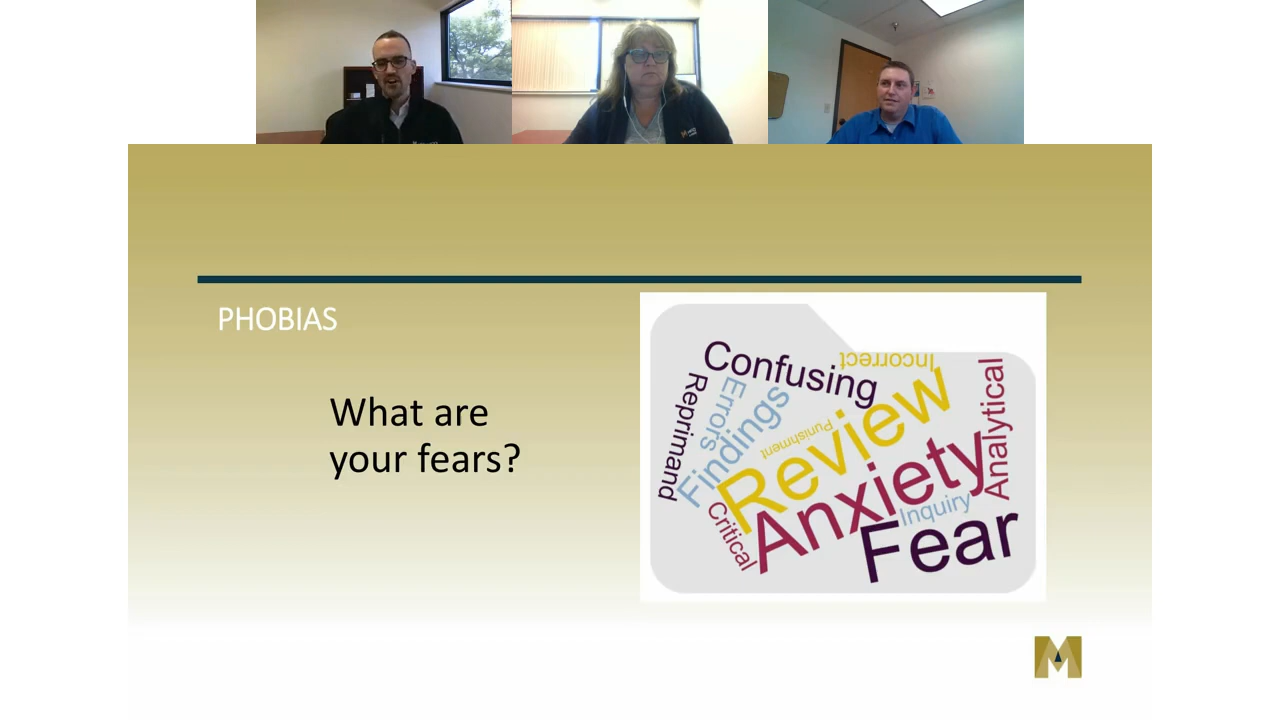 PHOBIAS
What are
your fears?
Confusing
Incorrect
Reprimand
Errors
Findings
Punishment
Review
Analytical
Anxiety
Critical
Inquiry
Fear
M